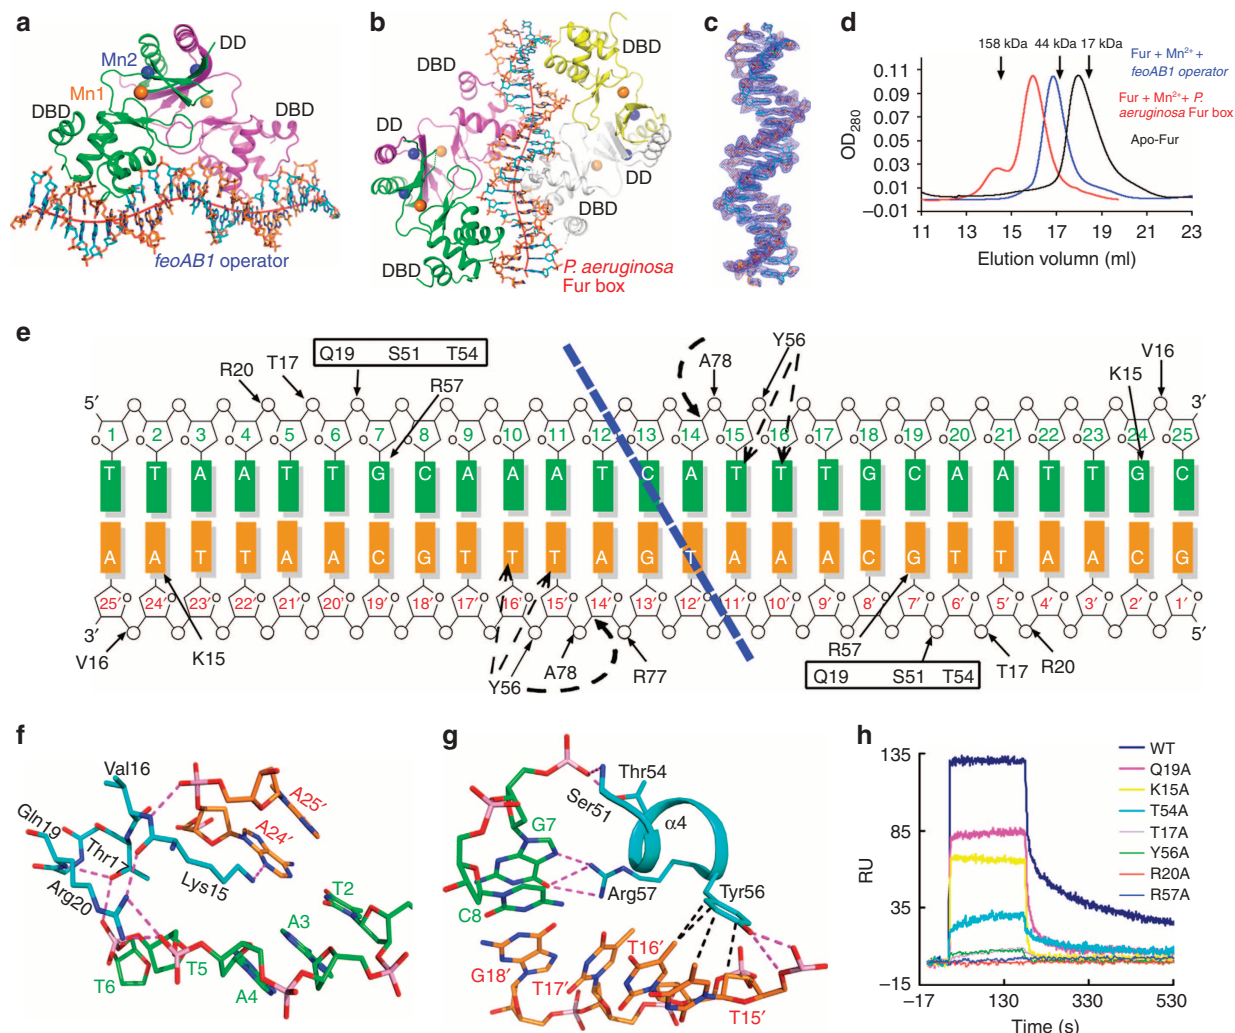 a
Mn2
DD
Mn1
DBD
DBD
feoAB1 operator
b
DBD
DBD
DD
DD
DBD
DBD
P. aeruginosa
Fur box
c
d
158 kDa 44 kDa 17 kDa
Fur + Mn2+ +
feoAB1 operator
Fur + Mn2++ P.
aeruginosa Fur box
Apo-Fur
OD280
0.11
0.09
0.07
0.05
0.03
0.01
−0.01
11 13 15 17 19 21 23
Elution volumn (ml)
e
R20 T17 Q19 S51 T54 R57 A78 Y56 K15 V16
5′ 3′
1 2 3 4 5 6 7 8 9 10 11 12 13 14 15 16 17 18 19 20 21 22 23 24 25
T T A A T T G C A A A T C A T T T G C A A T T G C
A A T T A A C G T T T A G T A A A C G T T A A C G
25′ 24′ 23′ 22′ 21′ 20′ 19′ 18′ 17′ 16′ 15′ 14′ 13′ 12′ 11′ 10′ 9′ 8′ 7′ 6′ 5′ 4′ 3′ 2′ 1′
3′ 5′
V16 K15 Y56 A78 R77 R57 T17 R20
Q19 S51 T54
f
Val16
A25′
Gln19
A24′
Thr17
Lys15
Arg20
T2
A3
T6
T5
A4
g
Thr54
Ser51
α4
G7
Arg57
Tyr56
C8
T16′
G18′
T17′
T15′
h
RU
135
85
35
−15
−17 130 330 530
Time (s)
WT
Q19A
K15A
T54A
T17A
Y56A
R20A
R57A